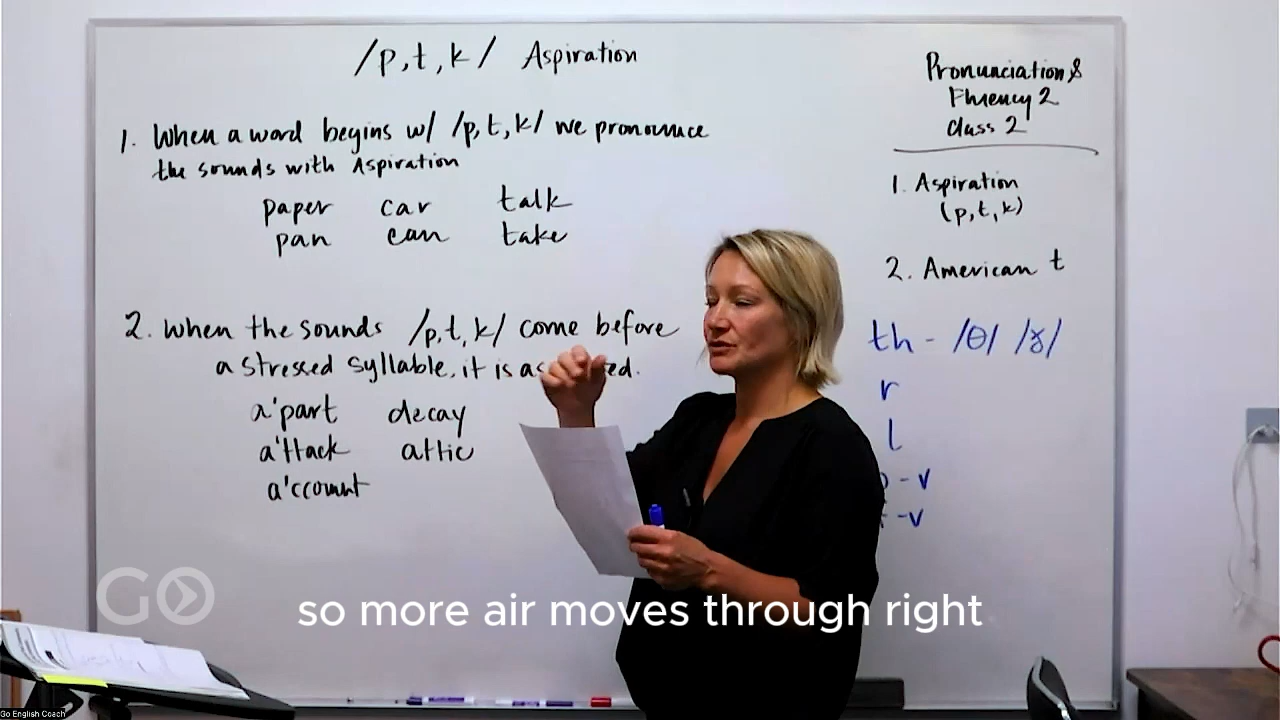 /p,t,k/ Aspiration
1. When a word begins w/ /p,t,k/ we pronounce
the sounds with Aspiration
paper car talk
pan can take
2. When the sounds /p,t,k/ come before
a stressed syllable, it is
a'part decay
a'ttack attic
a'ccount
Pronunciation &
Fluency 2
Class 2
1. Aspiration
(p,t,k)
2. American t
th - /θ/ /ꝸ/
r
l
- v
- v
GO
so more air moves through right
Go English Coach